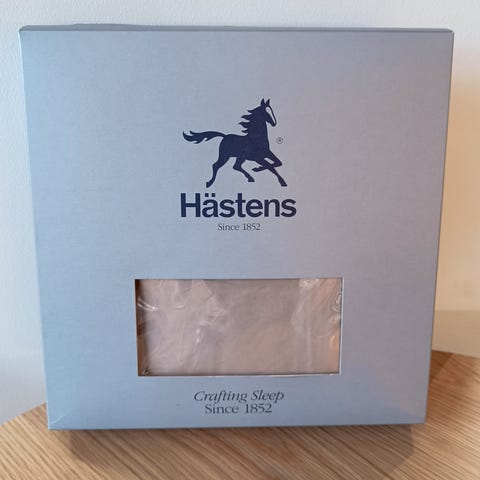 ®
Hästens
Since 1852
Crafting Sleep
Since 1852